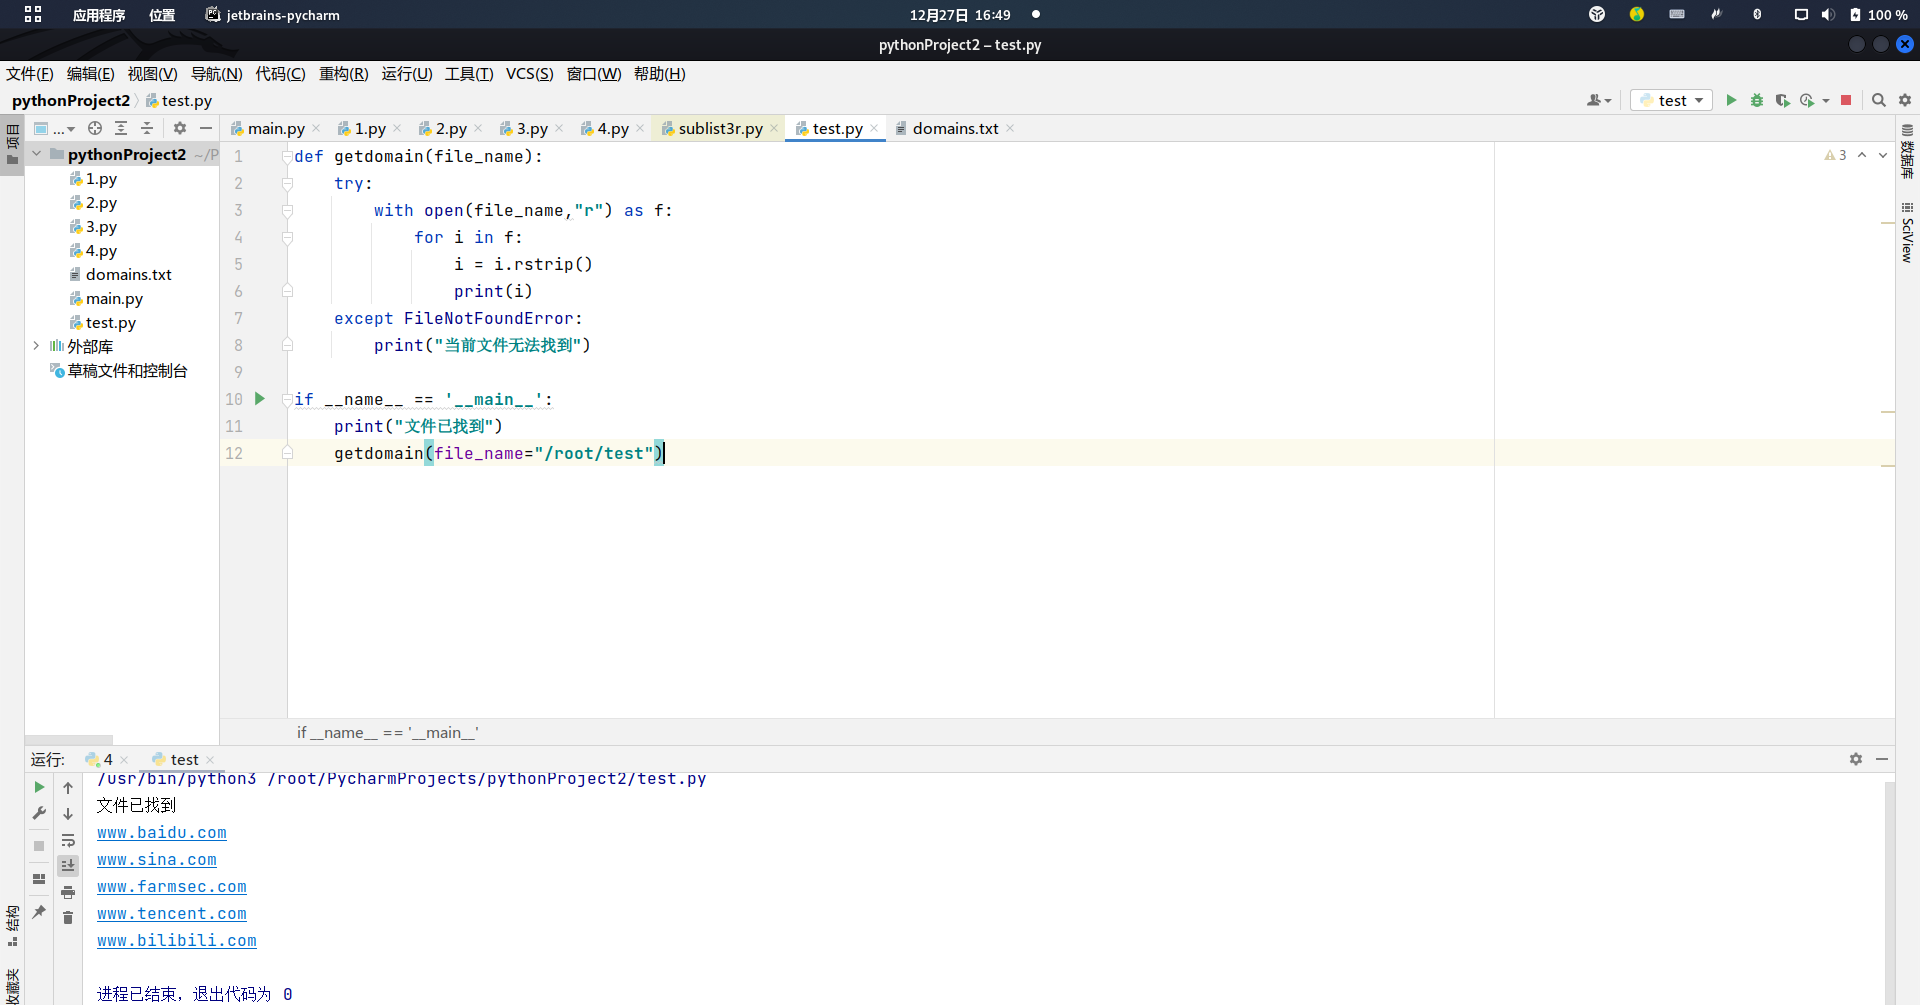 应用程序 位置 jetbrains-pycharm 12月27日 16:49 100 %
pythonProject2 – test.py
文件(F) 编辑(E) 视图(V) 导航(N) 代码(C) 重构(R) 运行(U) 工具(T) VCS(S) 窗口(W) 帮助(H)
pythonProject2 test.py test
项目 ... main.py 1.py 2.py 3.py 4.py sublist3r.py test.py domains.txt
pythonProject2 ~/P
1.py
2.py
3.py
4.py
domains.txt
main.py
test.py
外部库
草稿文件和控制台
1 def getdomain(file_name):
2 try:
3 with open(file_name,"r") as f:
4 for i in f:
5 i = i.rstrip()
6 print(i)
7 except FileNotFoundError:
8 print("当前文件无法找到")
9
10 if __name__ == '__main__':
11 print("文件已找到")
12 getdomain(file_name="/root/test")
3
数据库
SciView
if __name__ == '__main__'
运行: 4 test
/usr/bin/python3 /root/PycharmProjects/pythonProject2/test.py
文件已找到
www.baidu.com
www.sina.com
www.farmsec.com
www.tencent.com
www.bilibili.com
进程已结束，退出代码为 0
结构
收藏夹